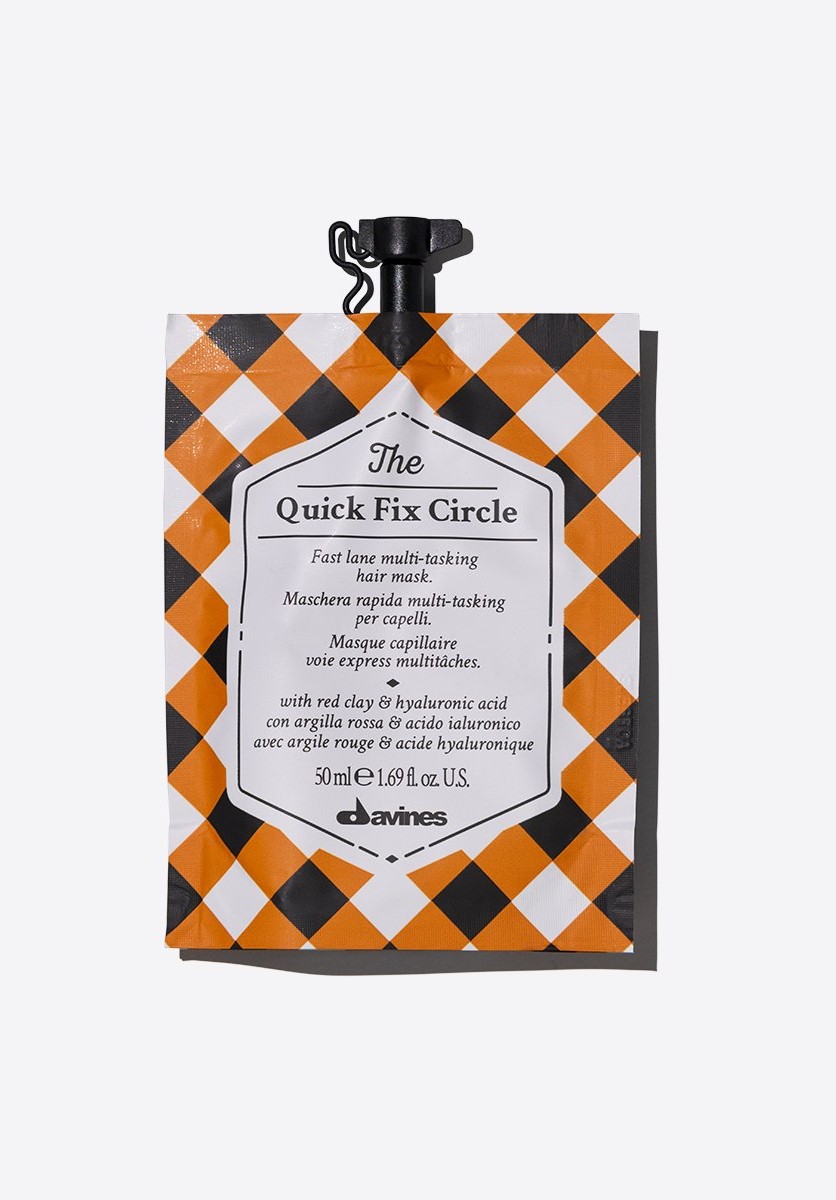 The
Quick Fix Circle
Fast lane multi-tasking
hair mask.
Maschera rapida multi-tasking
per capelli.
Masque capillaire
voie express multitâches.
with red clay & hyaluronic acid
con argilla rossa & acido ialuronico
avec argile rouge & acide hyaluronique
50 ml ℮ 1.69 fl. oz. U.S.
davines